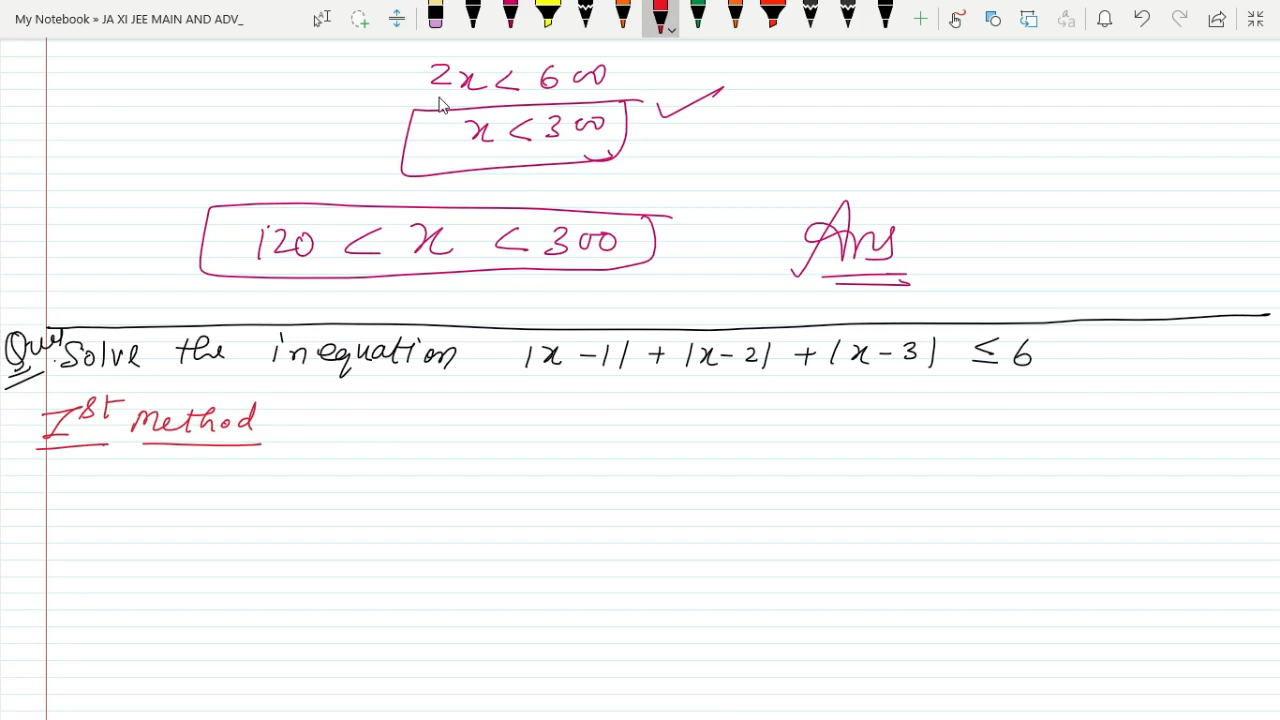 My Notebook » JA XI JEE MAIN AND ADV_
2x < 600
x < 300
120 < x < 300
Ans
Que. Solve the inequation |x-1| + |x-2| + |x-3| ≤ 6
Ist Method